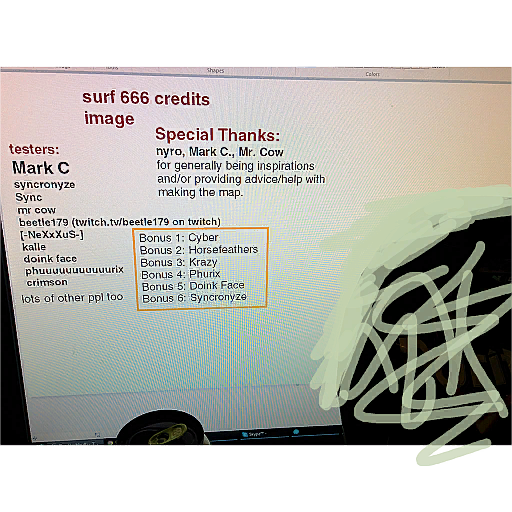 Shapes
Colors
surf 666 credits
image
Special Thanks:
nyro, Mark C., Mr. Cow
for generally being inspirations
and/or providing advice/help with
making the map.
testers:
Mark C
syncronyze
Sync
mr cow
beetle179 (twitch.tv/beetle179 on twitch)
[-NeXxXuS-]
kalle
doink face
phuuuuuuuuuurix
crimson
lots of other ppl too
Bonus 1: Cyber
Bonus 2: Horsefeathers
Bonus 3: Krazy
Bonus 4: Phurix
Bonus 5: Doink Face
Bonus 6: Syncronyze
Skype™